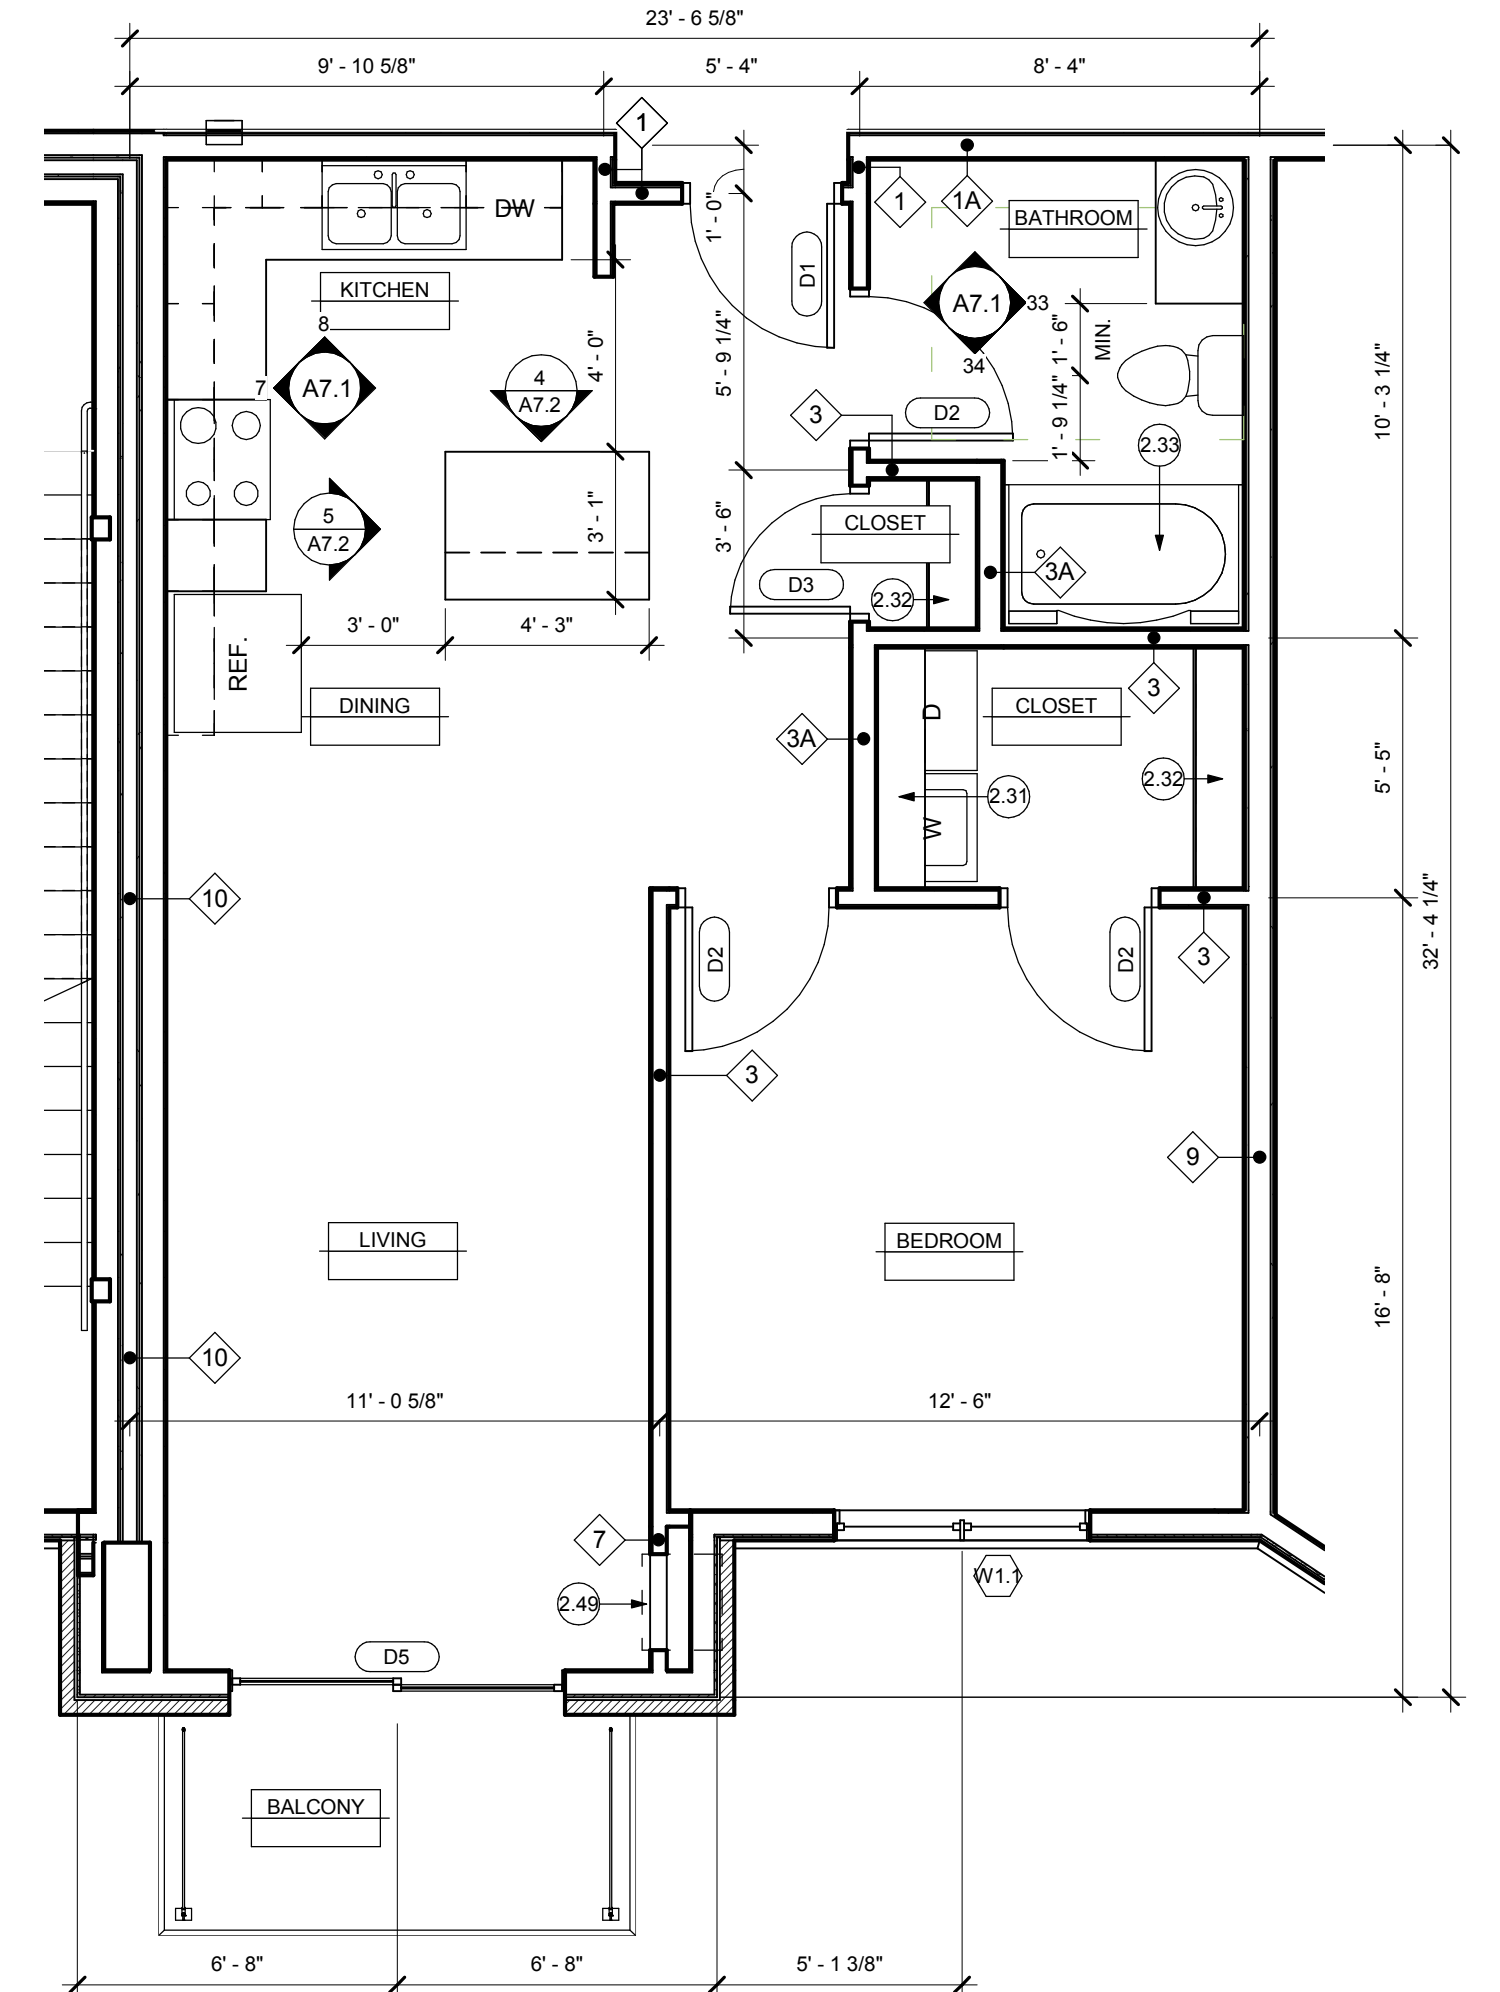 23' - 6 5/8"
9' - 10 5/8"
5' - 4"
8' - 4"
1
1
1A
DW
BATHROOM
1' - 0"
D1
KITCHEN
8
7
A7.1
4
A7.2
4' - 0"
5' - 9 1/4"
A7.1
33
34
1' - 6"
MIN.
1' - 9 1/4"
10' - 3 1/4"
3
D2
2.33
5
A7.2
3' - 1"
3' - 6"
CLOSET
3A
D3
2.32
3' - 0"
4' - 3"
REF.
DINING
3A
D
CLOSET
3
2.32
2.31
W
5' - 5"
10
D2
D2
3
32' - 4 1/4"
3
9
LIVING
BEDROOM
16' - 8"
10
11' - 0 5/8"
12' - 6"
7
W1.1
2.49
D5
BALCONY
6' - 8"
6' - 8"
5' - 1 3/8"